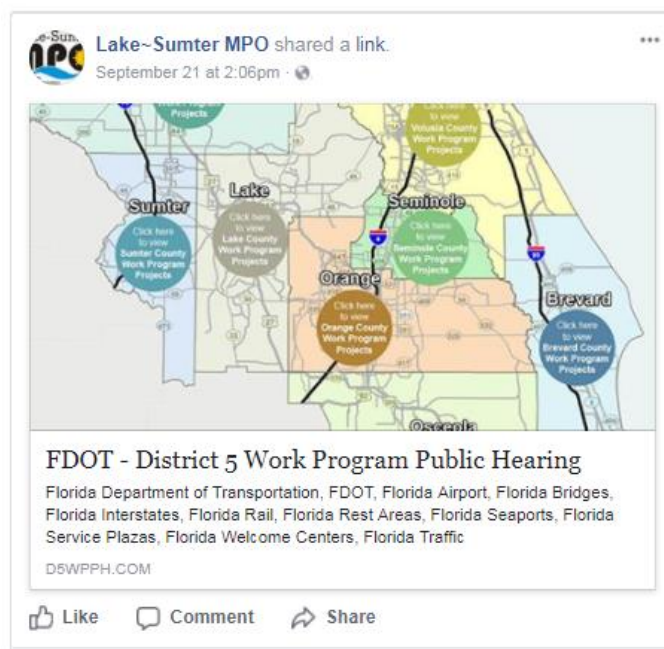 e-Sum
MPO
Lake~Sumter MPO shared a link.
September 21 at 2:06pm ·
Work Program
Projects
Click here
to view
Volusia County
Work Program
Projects
Lake
Seminole
Sumter
Click here
to view
Lake County
Work Program
Projects
Click here
to view
Sumter County
Work Program
Projects
Click here
to view
Seminole County
Work Program
Projects
Orange
Click here
to view
Orange County
Work Program
Projects
Brevard
Click here
to view
Brevard County
Work Program
Projects
Osceola
FDOT - District 5 Work Program Public Hearing
Florida Department of Transportation, FDOT, Florida Airport, Florida Bridges,
Florida Interstates, Florida Rail, Florida Rest Areas, Florida Seaports, Florida
Service Plazas, Florida Welcome Centers, Florida Traffic
D5WPPH.COM
Like Comment Share